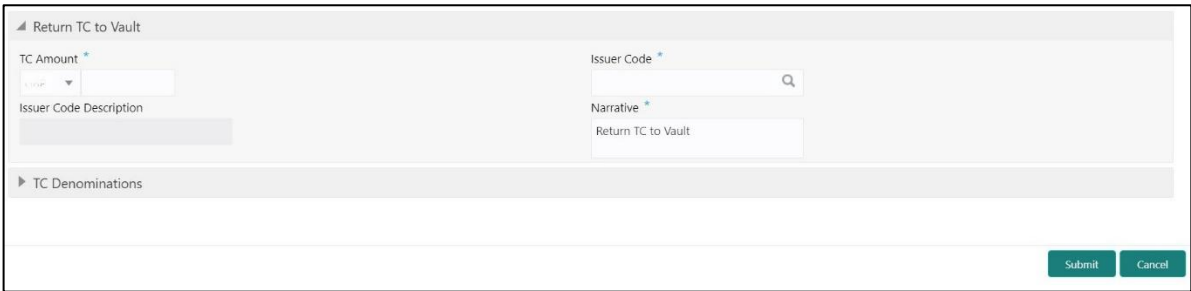 Return TC to Vault
TC Amount *
Issuer Code *
Issuer Code Description
Narrative *
Return TC to Vault
TC Denominations
Submit Cancel